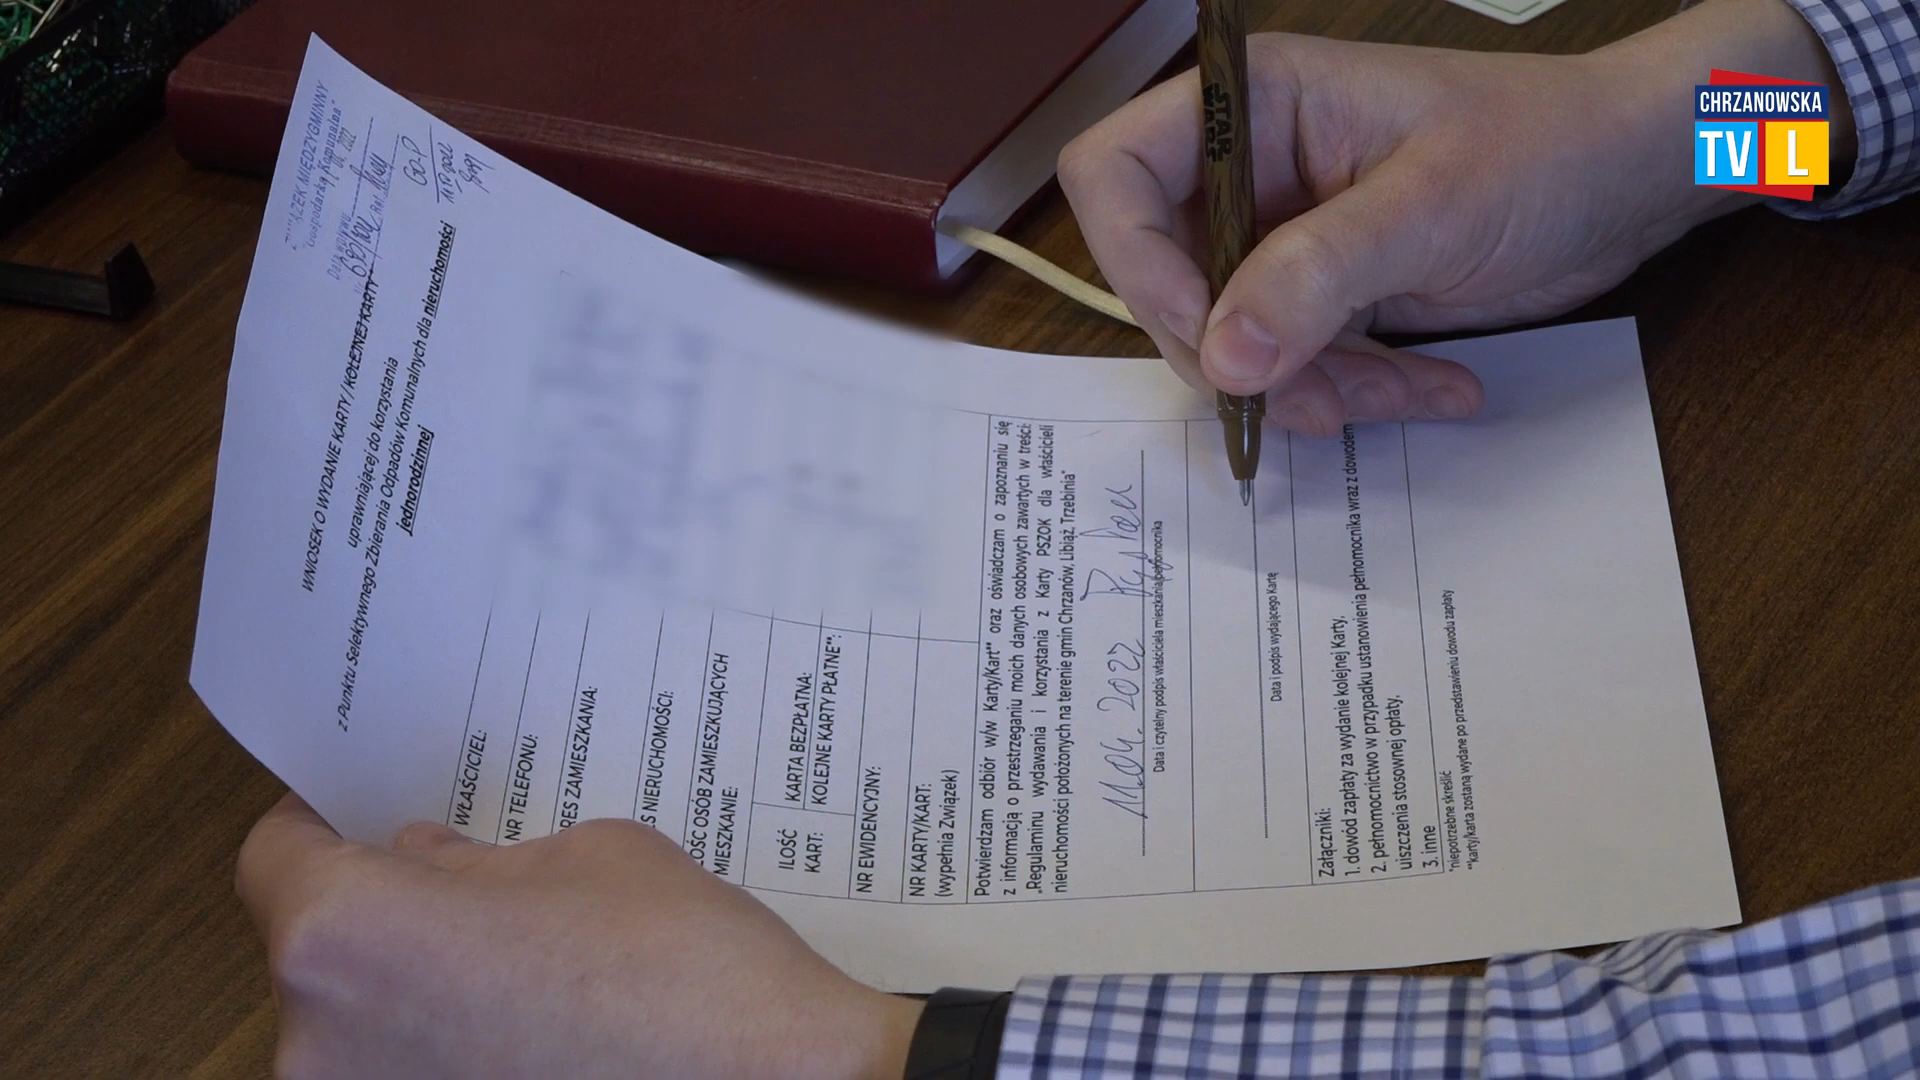 CHRZANOWSKA
TV L
STAR
WARS
ZWIĄZEK MIĘDZYGMINNY
"Gospodarka Komunalna"
Data wpływu
WNIOSEK O WYDANIE KARTY / KOLEJNEJ KARTY*
uprawniającej do korzystania
z Punktu Selektywnego Zbierania Odpadów Komunalnych dla nieruchomości
jednorodzinnej
WŁAŚCICIEL:
NR TELEFONU:
RES ZAMIESZKANIA:
S NIERUCHOMOŚCI:
OŚĆ OSÓB ZAMIESZKUJĄCYCH
MIESZKANIE:
ILOŚĆ KART:
KARTA BEZPŁATNA:
KOLEJNE KARTY PŁATNE**:
NR EWIDENCYJNY:
NR KARTY/KART:
(wypełnia Związek)
Potwierdzam odbiór w/w Karty/Kart** oraz oświadczam o zapoznaniu się
z informacją o przestrzeganiu moich danych osobowych zawartych w treści:
„Regulaminu wydawania i korzystania z Karty PSZOK dla właścicieli
nieruchomości położonych na terenie gmin Chrzanów, Libiąż, Trzebinia"
11.04.2022
Data i czytelny podpis właściciela mieszkania/pełnomocnika
Data i podpis wydającego Kartę
Załączniki:
1. dowód zapłaty za wydanie kolejnej Karty,
2. pełnomocnictwo w przypadku ustanowienia pełnomocnika wraz z dowodem
uiszczenia stosownej opłaty,
3. inne
*niepotrzebne skreślić
**karty/karta zostaną wydane po przedstawieniu dowodu zapłaty